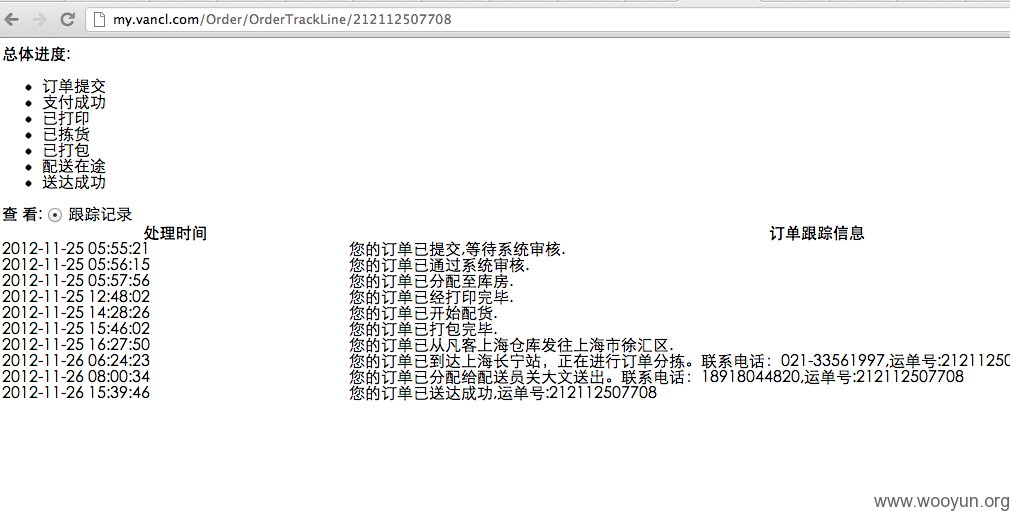 my.vancl.com/Order/OrderTrackLine/212112507708
总体进度:
订单提交
支付成功
已打印
已拣货
已打包
配送在途
送达成功
查 看: 跟踪记录
处理时间 订单跟踪信息
2012-11-25 05:55:21 您的订单已提交,等待系统审核.
2012-11-25 05:56:15 您的订单已通过系统审核.
2012-11-25 05:57:56 您的订单已分配至库房.
2012-11-25 12:48:02 您的订单已经打印完毕.
2012-11-25 14:28:26 您的订单已开始配货.
2012-11-25 15:46:02 您的订单已打包完毕.
2012-11-25 16:27:50 您的订单已从凡客上海仓库发往上海市徐汇区.
2012-11-26 06:24:23 您的订单已到达上海长宁站，正在进行订单分拣。联系电话：021-33561997,运单号:21211250
2012-11-26 08:00:34 您的订单已分配给配送员关大文送出。联系电话：18918044820,运单号:212112507708
2012-11-26 15:39:46 您的订单已送达成功,运单号:212112507708
www.wooyun.org